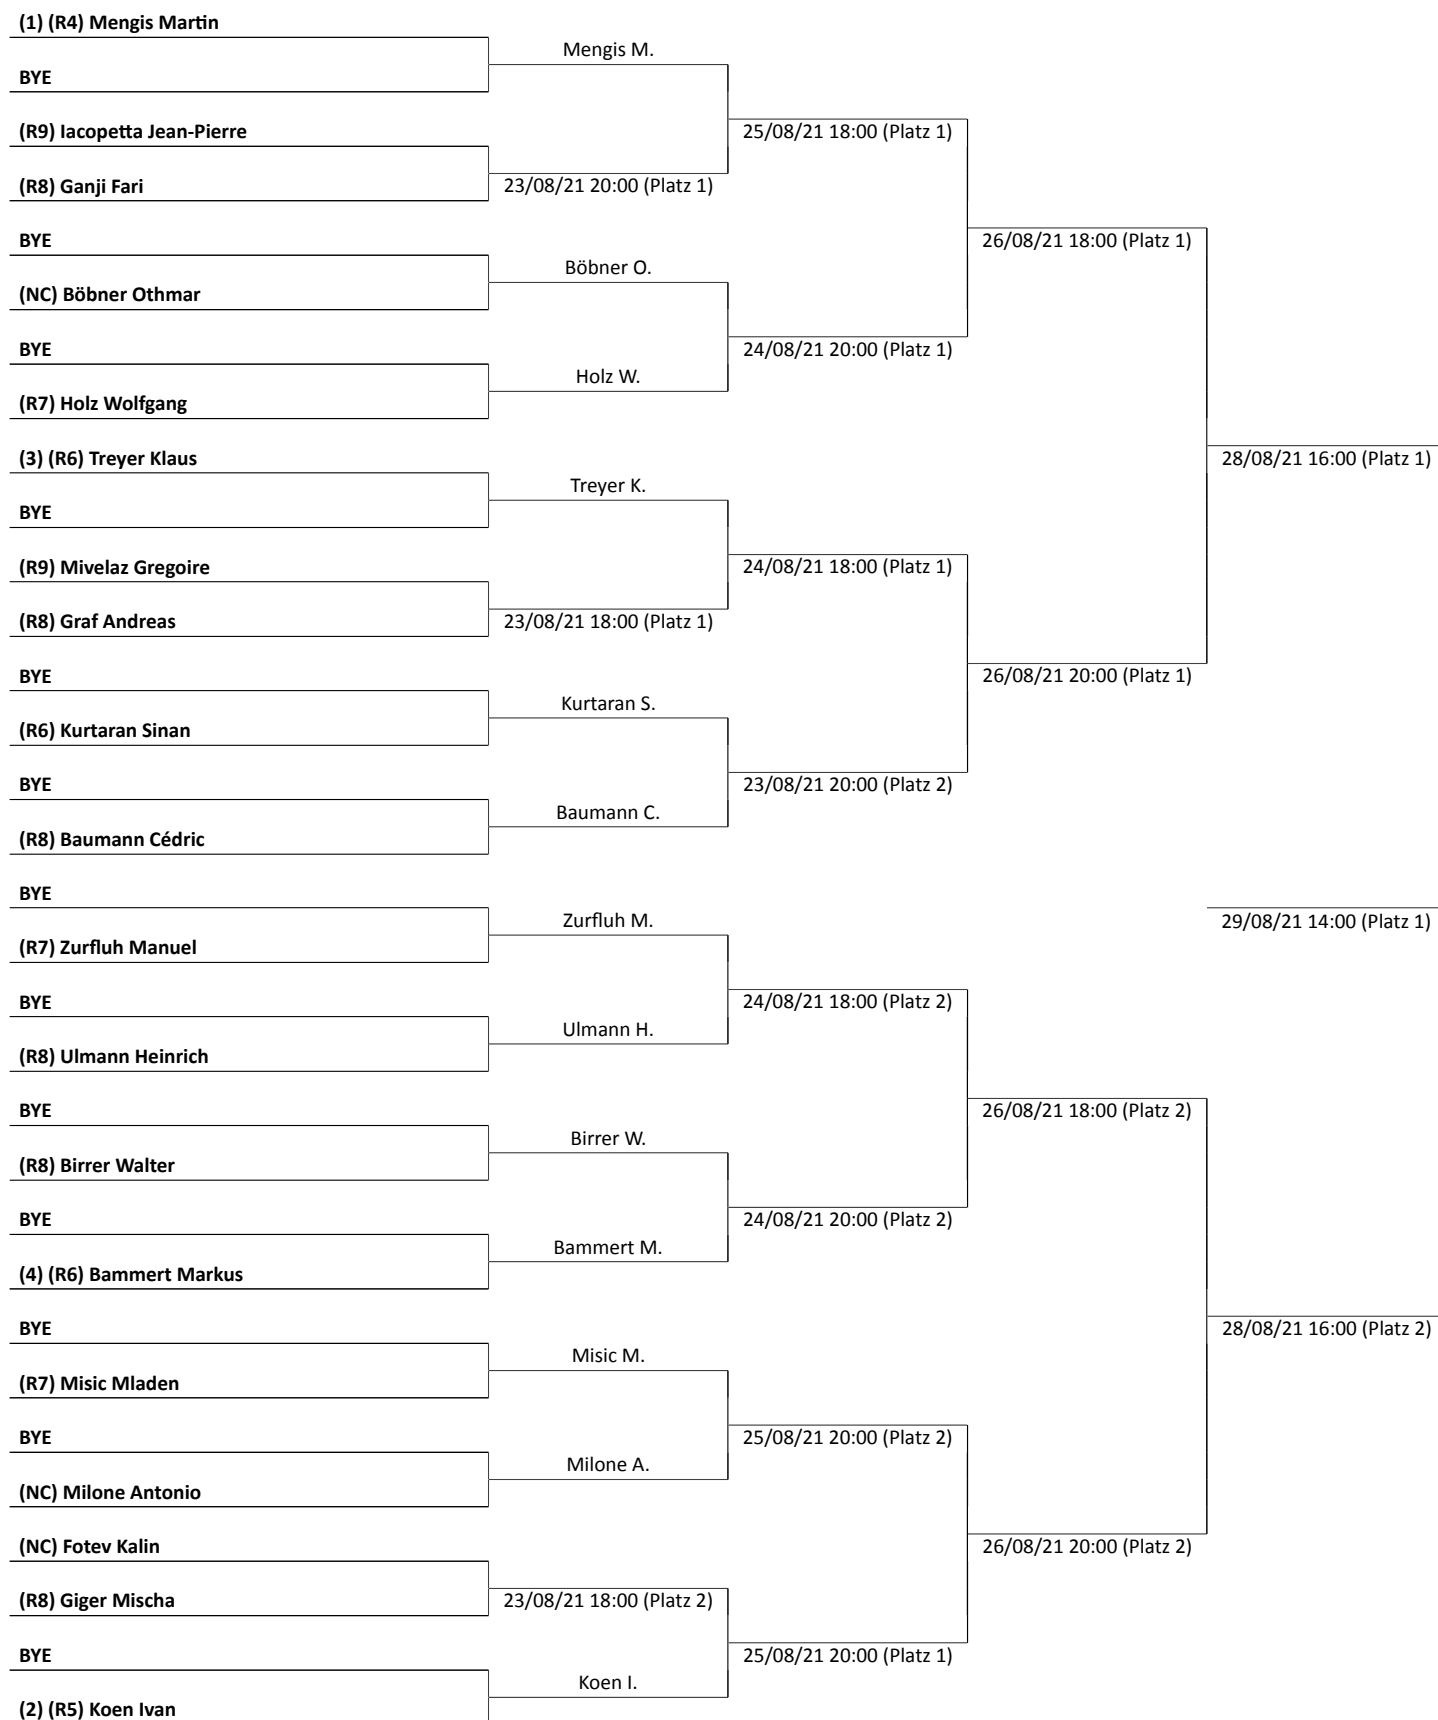 (1) (R4) Mengis Martin
Mengis M.
BYE
25/08/21 18:00 (Platz 1)
(R9) Iacopetta Jean-Pierre
23/08/21 20:00 (Platz 1)
(R8) Ganji Fari
26/08/21 18:00 (Platz 1)
BYE
Böbner O.
(NC) Böbner Othmar
24/08/21 20:00 (Platz 1)
BYE
Holz W.
(R7) Holz Wolfgang
28/08/21 16:00 (Platz 1)
(3) (R6) Treyer Klaus
Treyer K.
BYE
24/08/21 18:00 (Platz 1)
(R9) Mivelaz Gregoire
23/08/21 18:00 (Platz 1)
(R8) Graf Andreas
26/08/21 20:00 (Platz 1)
BYE
Kurtaran S.
(R6) Kurtaran Sinan
23/08/21 20:00 (Platz 2)
BYE
Baumann C.
(R8) Baumann Cédric
BYE
Zurfluh M.
29/08/21 14:00 (Platz 1)
(R7) Zurfluh Manuel
24/08/21 18:00 (Platz 2)
BYE
Ulmann H.
(R8) Ulmann Heinrich
26/08/21 18:00 (Platz 2)
BYE
Birrer W.
(R8) Birrer Walter
24/08/21 20:00 (Platz 2)
BYE
Bammert M.
(4) (R6) Bammert Markus
28/08/21 16:00 (Platz 2)
BYE
Misic M.
(R7) Misic Mladen
25/08/21 20:00 (Platz 2)
BYE
Milone A.
(NC) Milone Antonio
26/08/21 20:00 (Platz 2)
(NC) Fotev Kalin
23/08/21 18:00 (Platz 2)
(R8) Giger Mischa
25/08/21 20:00 (Platz 1)
BYE
Koen I.
(2) (R5) Koen Ivan